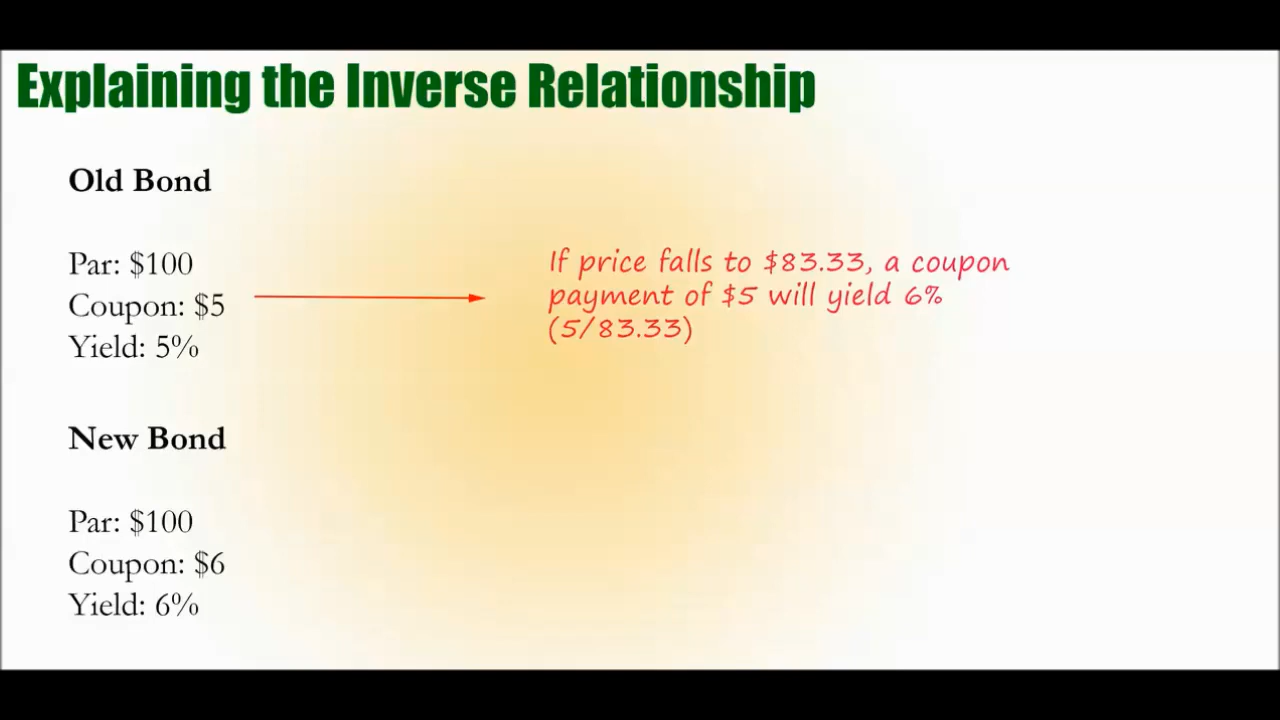 Explaining the Inverse Relationship
Old Bond
Par: $100
Coupon: $5
Yield: 5%
If price falls to $83.33, a coupon
payment of $5 will yield 6%
(5/83.33)
New Bond
Par: $100
Coupon: $6
Yield: 6%